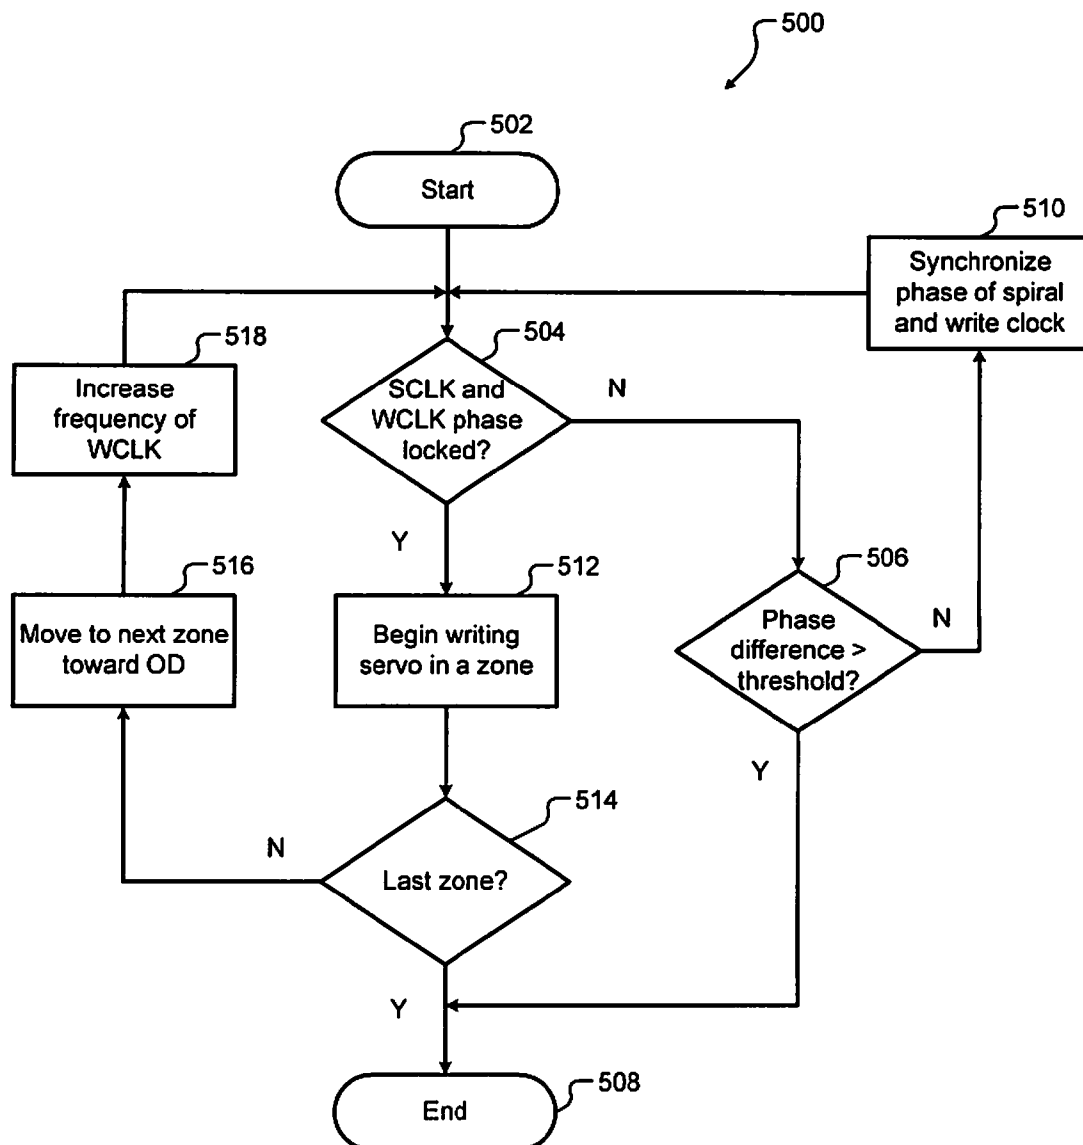 500
502
Start
510
Synchronize
phase of spiral
and write clock
518
Increase
frequency of
WCLK
504
SCLK and
WCLK phase
locked?
N
Y
516
Move to next zone
toward OD
512
Begin writing
servo in a zone
506
Phase
difference >
threshold?
N
Y
514
Last zone?
N
Y
508
End